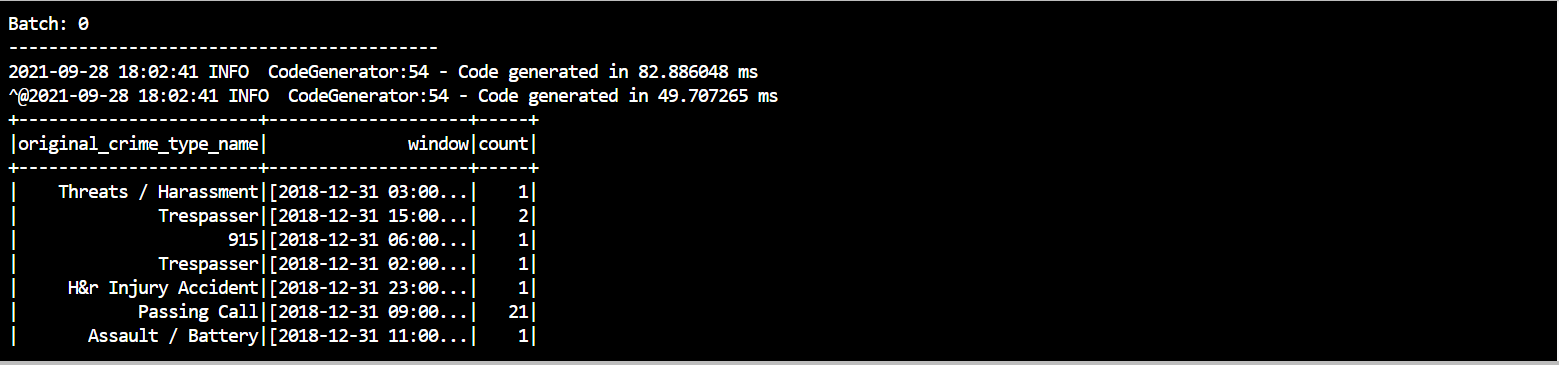 Batch: 0
-------------------------------------------
2021-09-28 18:02:41 INFO  CodeGenerator:54 - Code generated in 82.886048 ms
^@2021-09-28 18:02:41 INFO  CodeGenerator:54 - Code generated in 49.707265 ms
+------------------------+--------------------+-----+
|original_crime_type_name|              window|count|
+------------------------+--------------------+-----+
|    Threats / Harassment|[2018-12-31 03:00...|    1|
|              Trespasser|[2018-12-31 15:00...|    2|
|                     915|[2018-12-31 06:00...|    1|
|              Trespasser|[2018-12-31 02:00...|    1|
|     H&r Injury Accident|[2018-12-31 23:00...|    1|
|            Passing Call|[2018-12-31 09:00...|   21|
|       Assault / Battery|[2018-12-31 11:00...|    1|